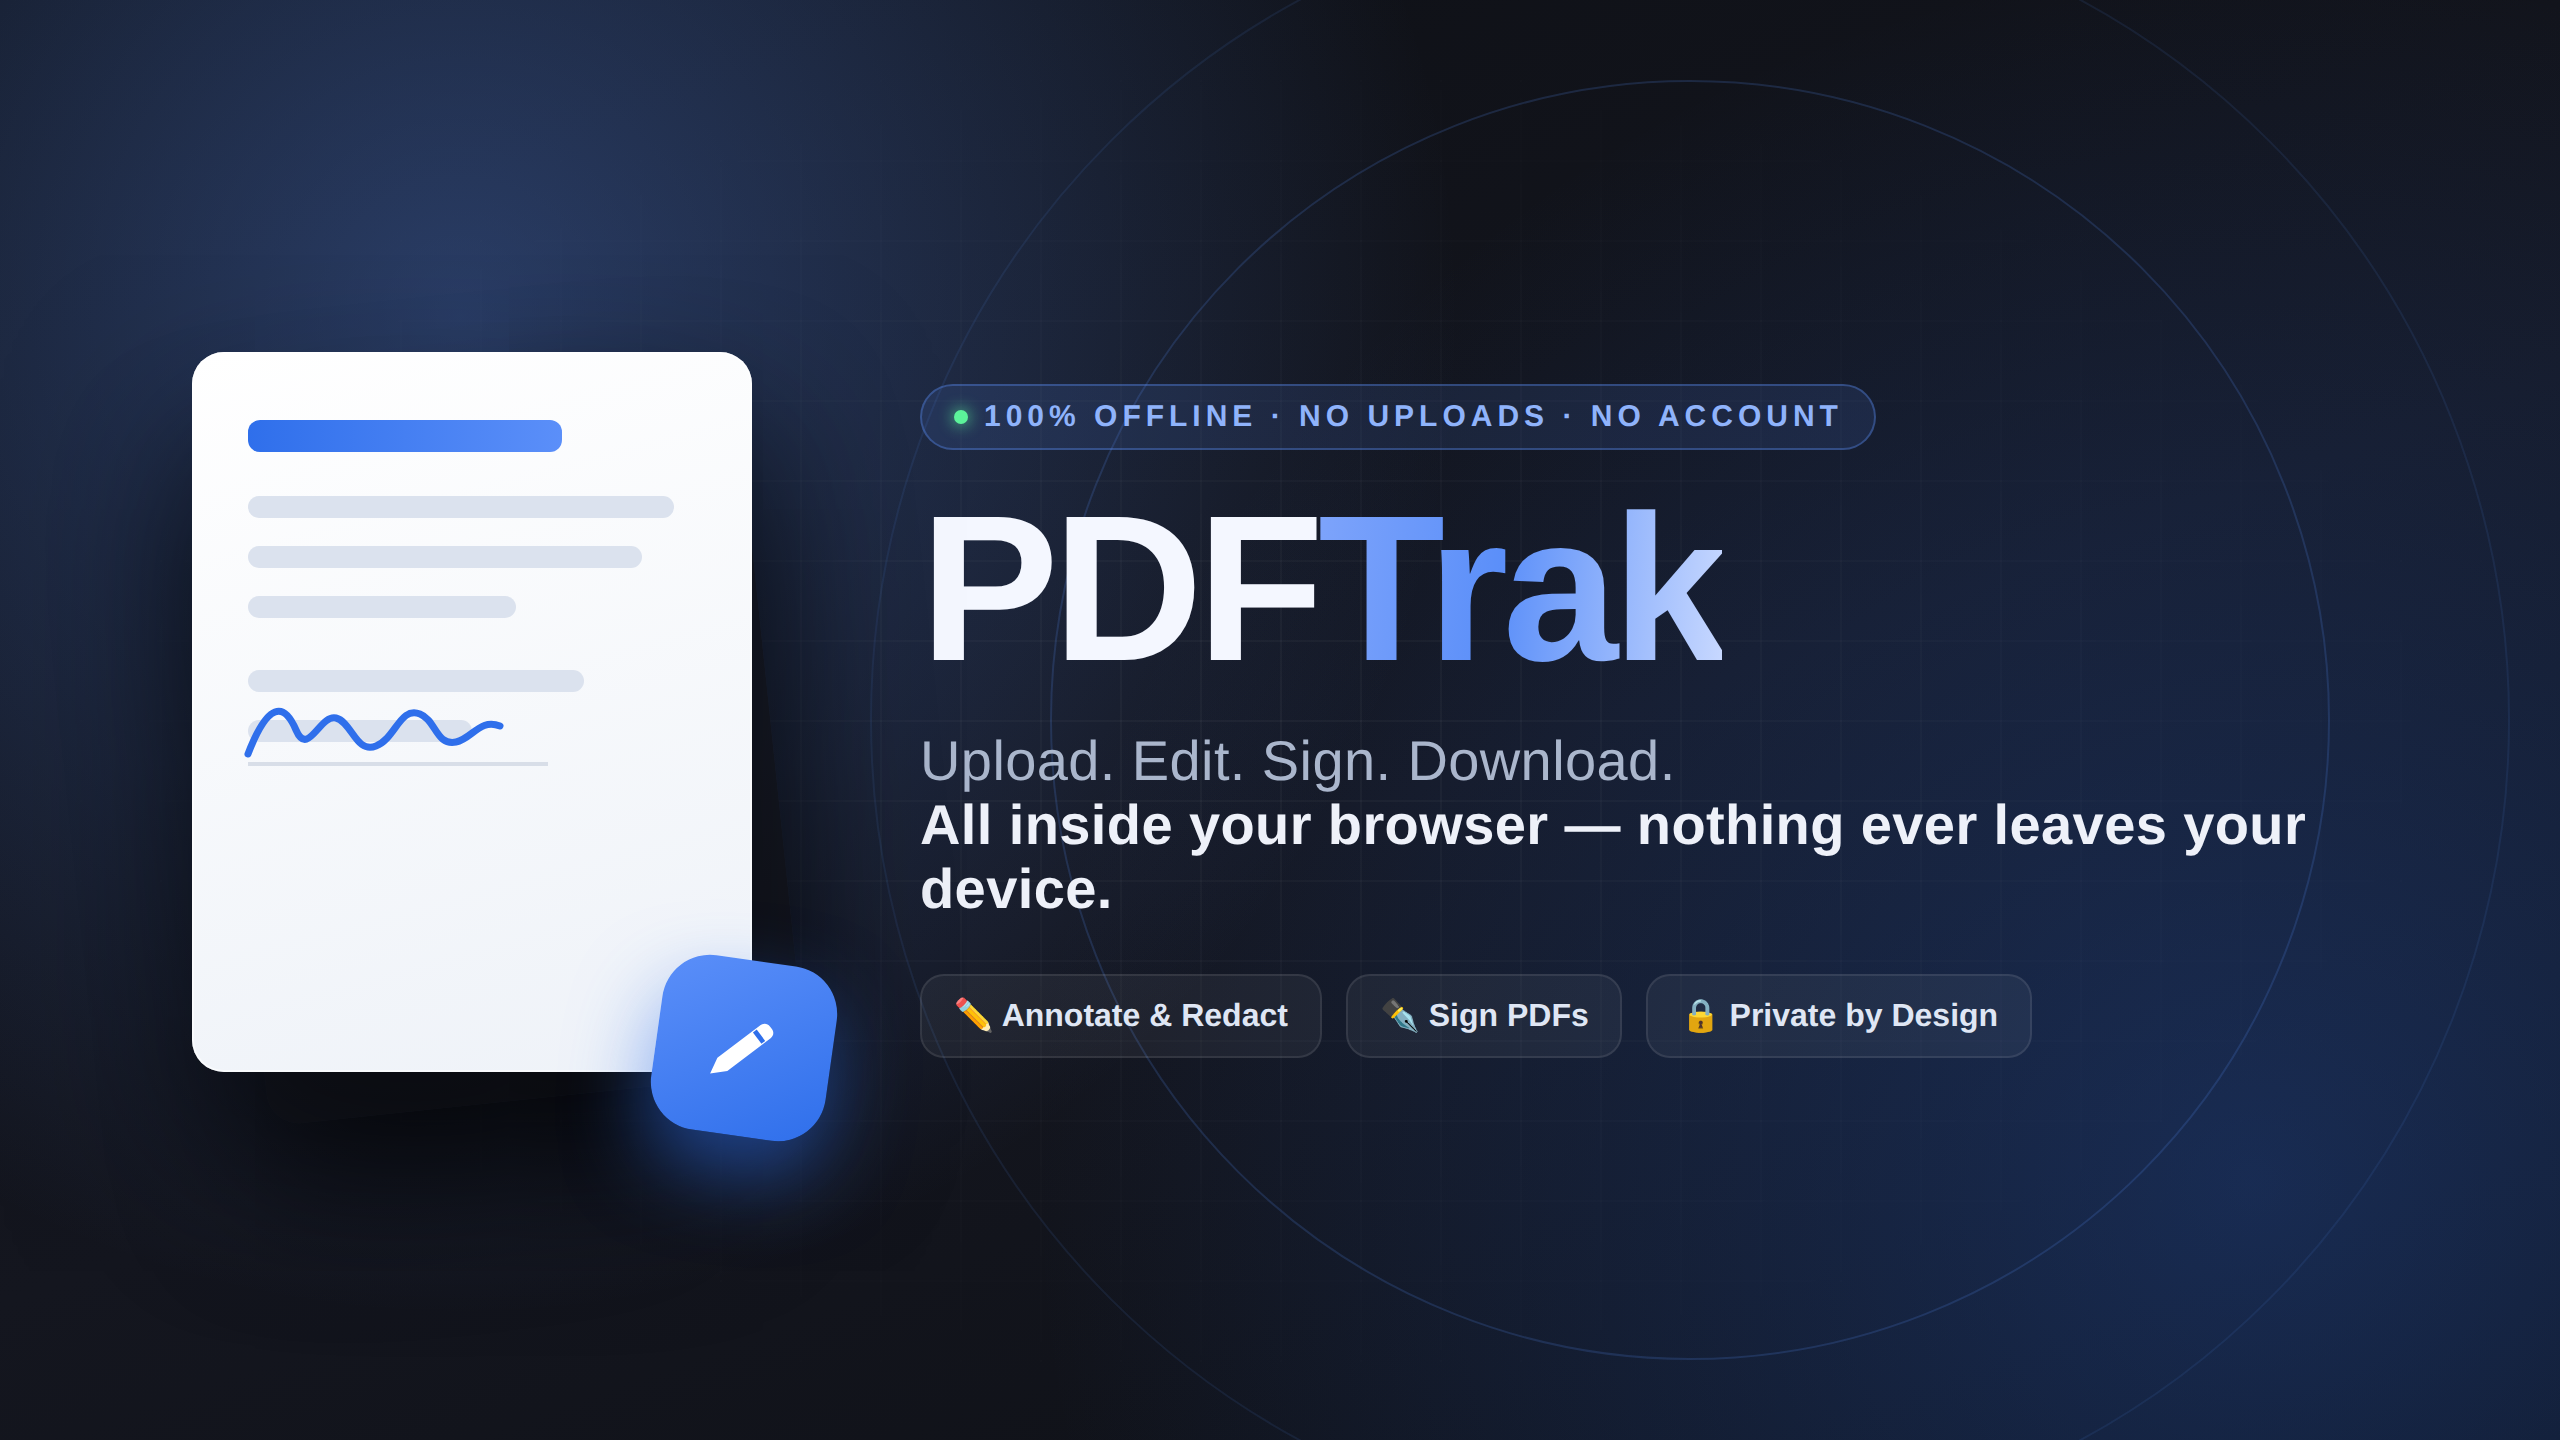 100% OFFLINE · NO UPLOADS · NO ACCOUNT
PDFTrak
Upload. Edit. Sign. Download.
All inside your browser — nothing ever leaves your
device.
✏️ Annotate & Redact ✒️ Sign PDFs 🔒 Private by Design